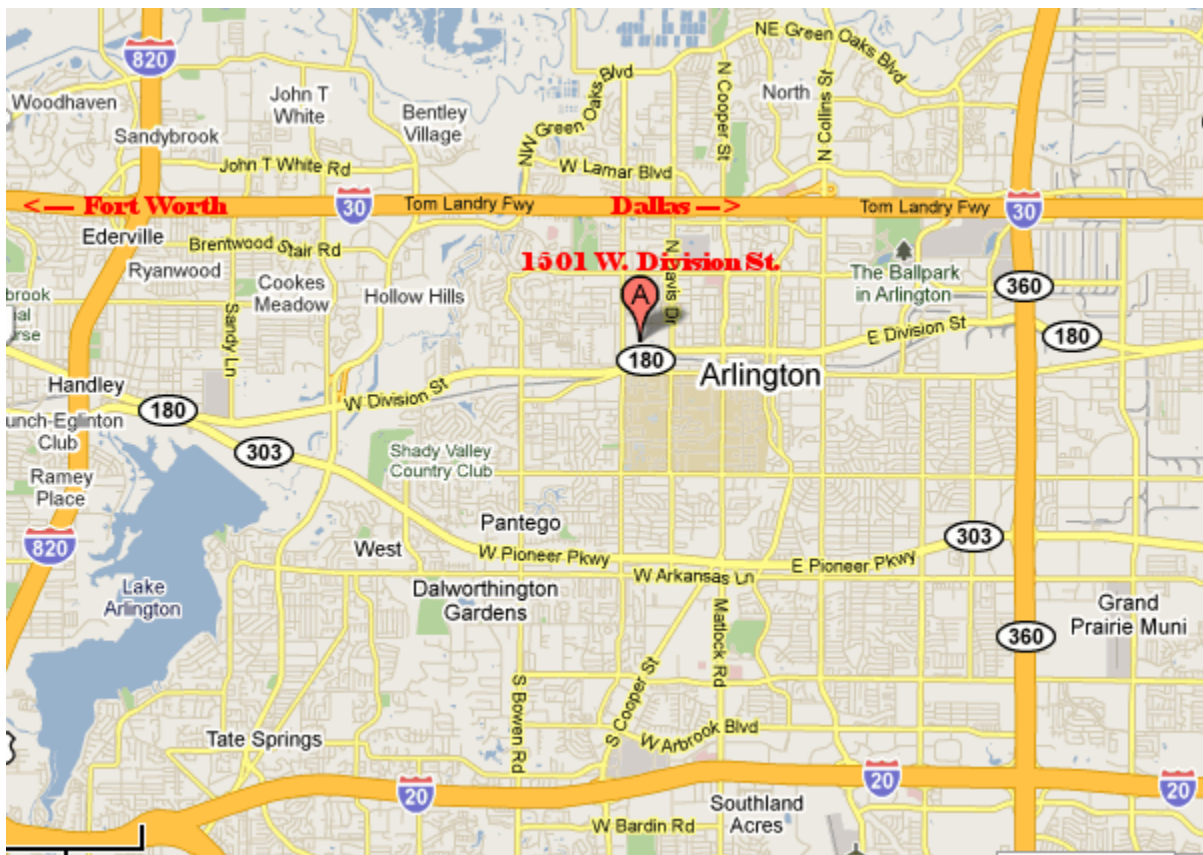 820
NE Green Oaks Blvd
Woodhaven
John T
White
North
Bentley
Village
Sandybrook
NW Green Oaks Blvd
N Cooper St
N Collins St
John T White Rd
W Lamar Blvd
<— Fort Worth
30
Tom Landry Fwy
Dallas —>
Tom Landry Fwy
30
Ederville
Brentwood Stair Rd
Ryanwood
1501 W. Division St.
N Davis Dr
Cookes
Meadow
Hollow Hills
A
The Ballpark
in Arlington
360
brook
ial
urse
Sandy Ln
E Division St
180
180
Arlington
Handley
180
W Division St
unch-Eglinton
Club
303
Shady Valley
Country Club
Ramey
Place
Pantego
303
820
West
W Pioneer Pkwy
E Pioneer Pkwy
W Arkansas Ln
Lake
Arlington
Dalworthington
Gardens
Matlock Rd
Grand
Prairie Muni
360
S Bowen Rd
S Cooper St
W Arbrook Blvd
Tate Springs
20
20
20
Southland
Acres
W Bardin Rd